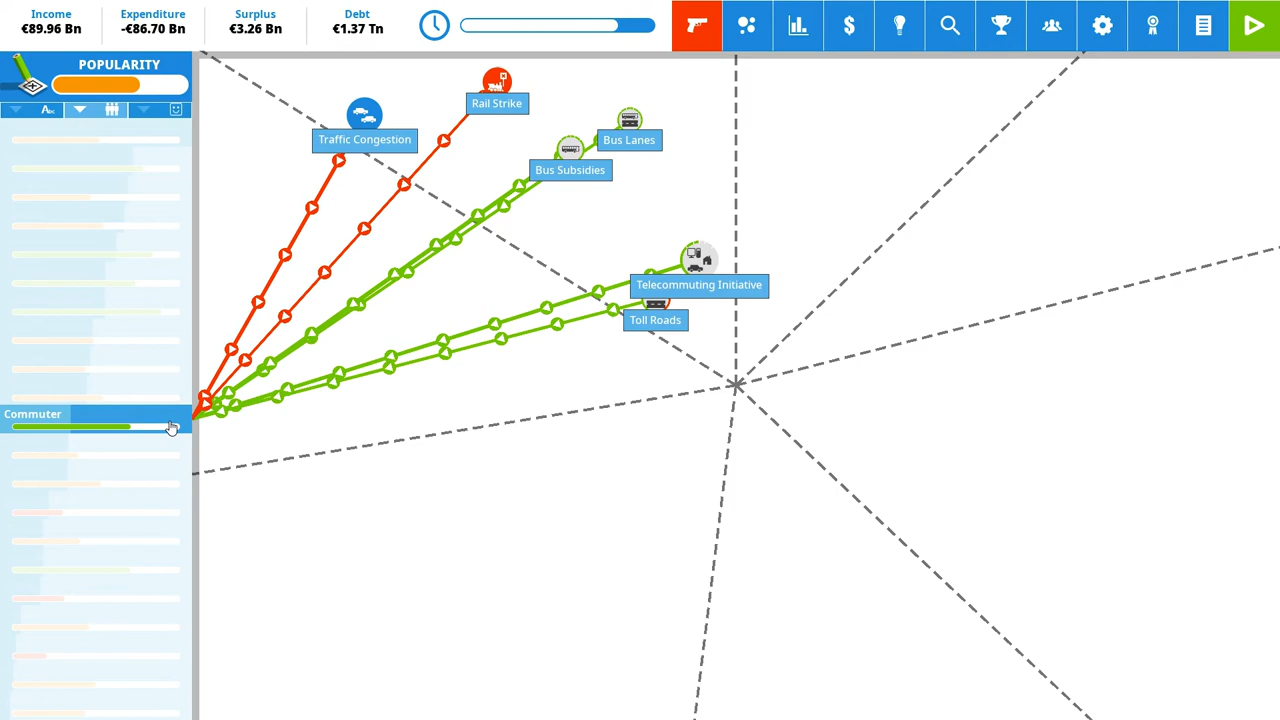 Income
€89.96 Bn
Expenditure
-€86.70 Bn
Surplus
€3.26 Bn
Debt
€1.37 Tn
POPULARITY
Rail Strike
Traffic Congestion
Bus Lanes
Bus Subsidies
Telecommuting Initiative
Toll Roads
Commuter